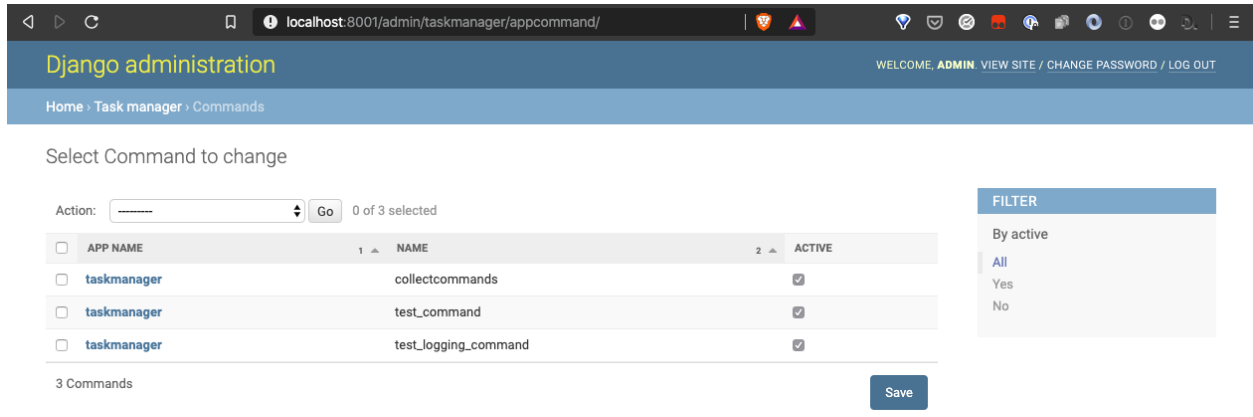 localhost:8001/admin/taskmanager/appcommand/
Django administration
WELCOME, ADMIN. VIEW SITE / CHANGE PASSWORD / LOG OUT
Home › Task manager › Commands
Select Command to change
Action: --------- Go 0 of 3 selected
APP NAME 1 NAME 2 ACTIVE
taskmanager collectcommands
taskmanager test_command
taskmanager test_logging_command
3 Commands
Save
FILTER
By active
All
Yes
No